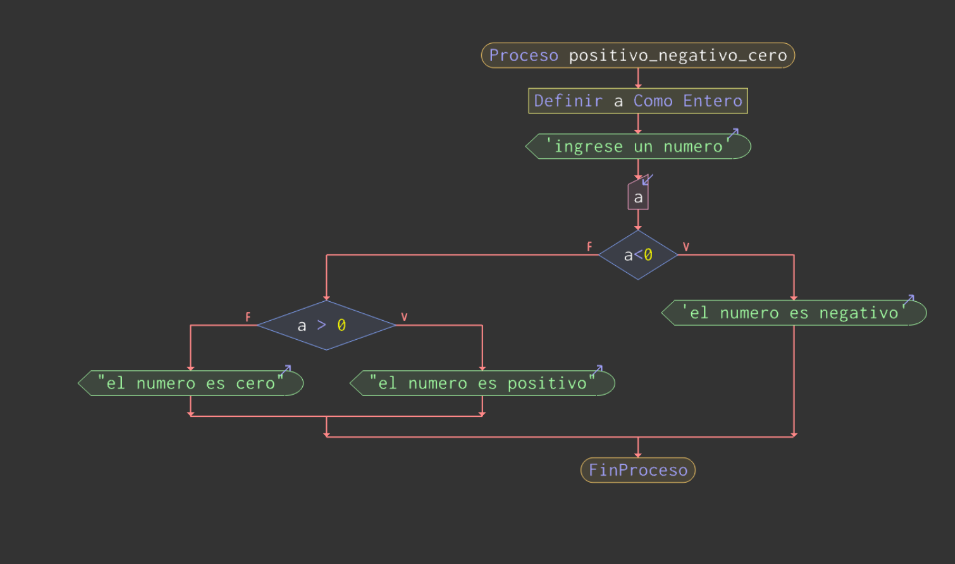 Proceso positivo_negativo_cero
Definir a Como Entero
'ingrese un numero'
a
F
a<0
V
F
a > 0
V
'el numero es negativo'
"el numero es cero"
"el numero es positivo"
FinProceso